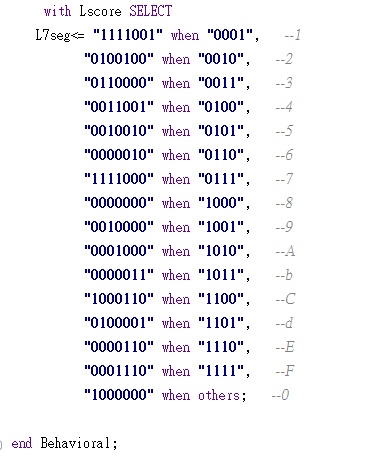 with Lscore SELECT
L7seg<= "1111001" when "0001", --1
"0100100" when "0010", --2
"0110000" when "0011", --3
"0011001" when "0100", --4
"0010010" when "0101", --5
"0000010" when "0110", --6
"1111000" when "0111", --7
"0000000" when "1000", --8
"0010000" when "1001", --9
"0001000" when "1010", --A
"0000011" when "1011", --b
"1000110" when "1100", --C
"0100001" when "1101", --d
"0000110" when "1110", --E
"0001110" when "1111", --F
"1000000" when others; --0
end Behavioral;